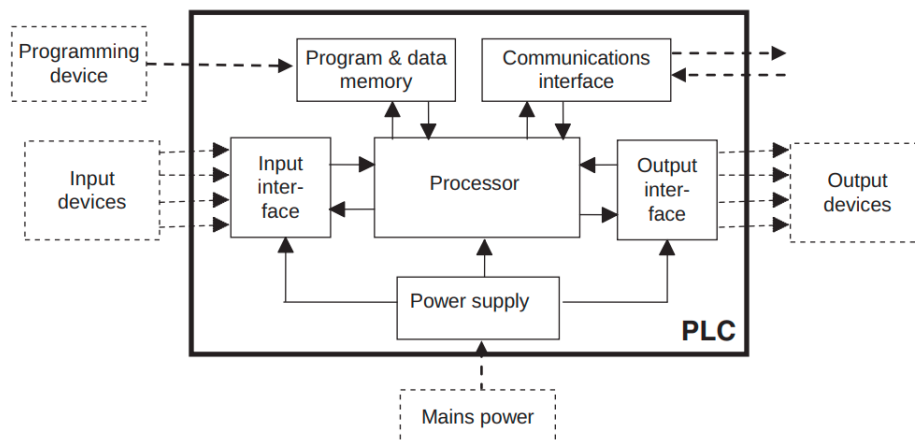 Programming
device
Program & data
memory
Communications
interface
Input
devices
Input
inter-
face
Processor
Output
inter-
face
Output
devices
Power supply
PLC
Mains power